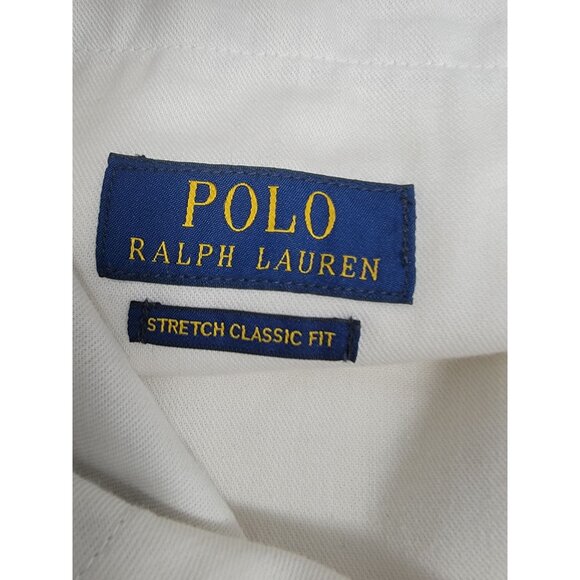 POLO
RALPH LAUREN
STRETCH CLASSIC FIT